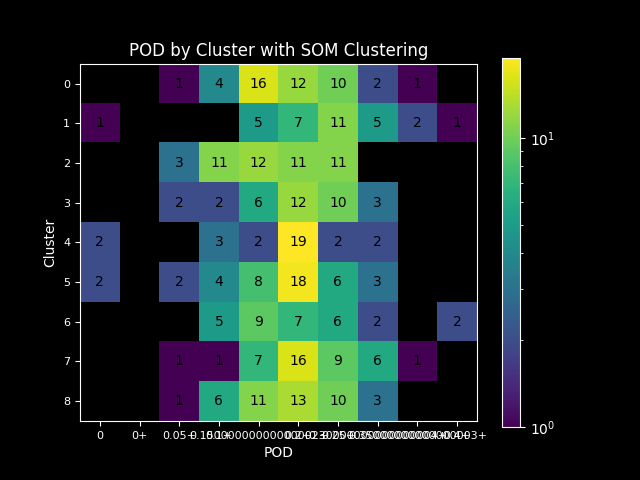 POD by Cluster with SOM Clustering
0 1 4 16 12 10 2 1
1 1 5 7 11 5 2 1
2 3 11 12 11 11
3 2 2 6 12 10 3
Cluster
4 2 3 2 19 2 2
5 2 2 4 8 18 6 3
6 5 9 7 6 2 2
7 1 1 7 16 9 6 1
8 1 6 11 13 10 3
0 0+ 0.05+
POD
10¹
10⁰